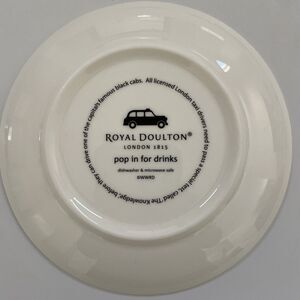 All licensed London taxi drivers need to pass a special test, called 'The Knowledge', before they can drive one of the capital's famous black cabs.
ROYAL DOULTON®
LONDON 1815
pop in for drinks
dishwasher & microwave safe
©WWRD